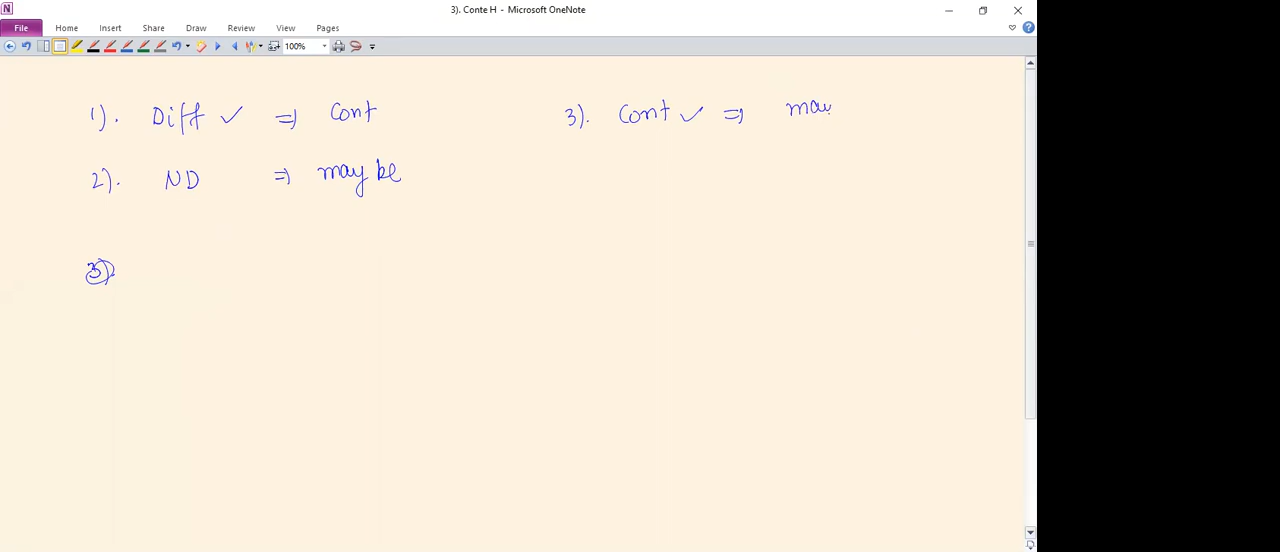 3). Conte H - Microsoft OneNote
File Home Insert Share Draw Review History View Pages
100%
1). Diff ✓ ⇒ Cont
3). Cont ✓ ⇒ may
2). ND ⇒ may be
3)